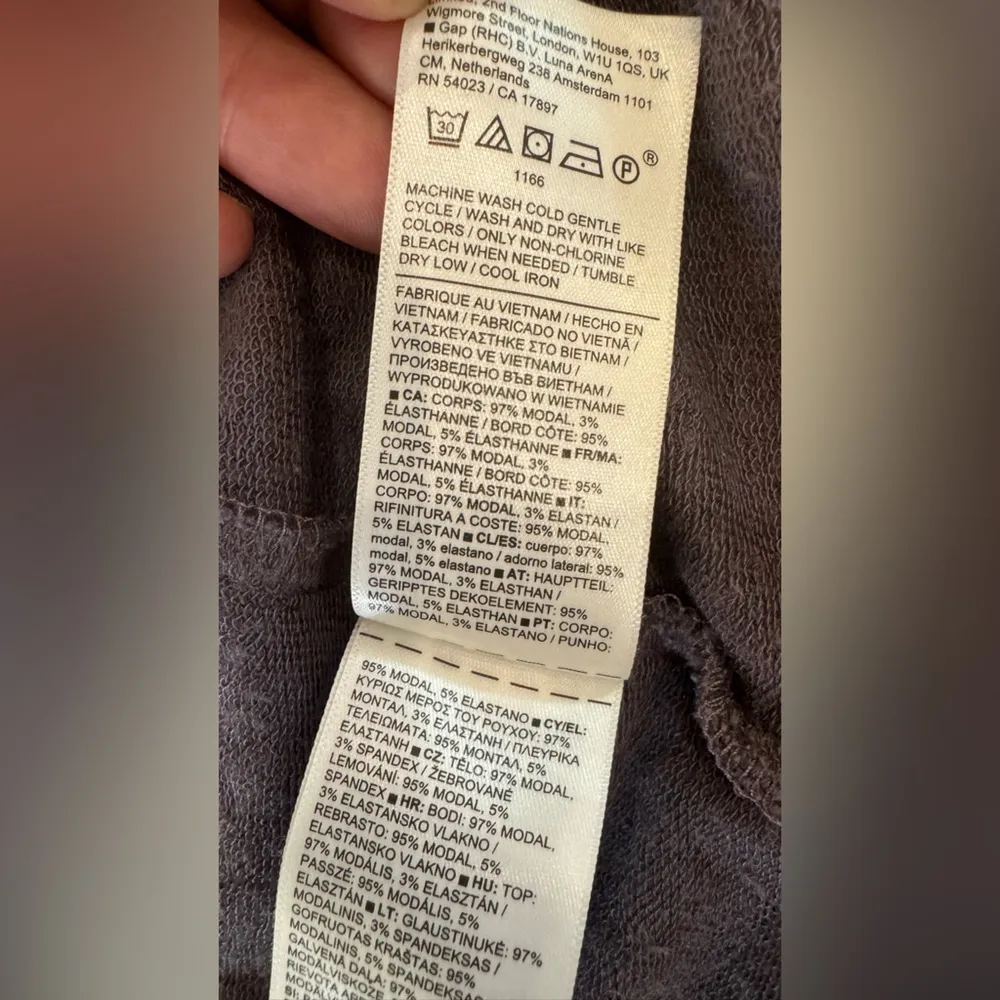 2nd Floor Nations House, 103
Wigmore Street, London, W1U 1QS, UK
■ Gap (RHC) B.V. Luna ArenA
Herikerbergweg 238 Amsterdam 1101
CM, Netherlands
RN 54023 / CA 17897
30 P ®
1166
MACHINE WASH COLD GENTLE
CYCLE / WASH AND DRY WITH LIKE
COLORS / ONLY NON-CHLORINE
BLEACH WHEN NEEDED / TUMBLE
DRY LOW / COOL IRON
FABRIQUE AU VIETNAM / HECHO EN
VIETNAM / FABRICADO NO VIETNÃ /
ΚΑΤΑΣΚΕΥΑΣΤΗΚΕ ΣΤΟ ΒΙΕΤΝΑΜ /
VYROBENO VE VIETNAMU /
ПРОИЗВЕДЕНО ВЪВ ВИЕТНАМ /
WYPRODUKOWANO W WIETNAMIE
■ CA: CORPS: 97% MODAL, 3%
ÉLASTHANNE / BORD CÔTE: 95%
MODAL, 5% ÉLASTHANNE ■ FR/MA:
CORPS: 97% MODAL, 3%
ÉLASTHANNE / BORD CÔTE: 95%
MODAL, 5% ÉLASTHANNE ■ IT:
CORPO: 97% MODAL, 3% ELASTAN /
RIFINITURA A COSTE: 95% MODAL,
5% ELASTAN ■ CL/ES: cuerpo: 97%
modal, 3% elastano / adorno lateral: 95%
modal, 5% elastano ■ AT: HAUPTTEIL:
97% MODAL, 3% ELASTHAN /
GERIPPTES DEKOELEMENT: 95%
MODAL, 5% ELASTHAN ■ PT: CORPO:
97% MODAL, 3% ELASTANO / PUNHO:
95% MODAL, 5% ELASTANO ■ CY/EL:
ΚΥΡΙΩΣ ΜΕΡΟΣ ΤΟΥ ΡΟΥΧΟΥ: 97%
ΜΟΝΤΑΛ, 3% ΕΛΑΣΤΑΝΗ / ΠΛΕΥΡΙΚΑ
ΤΕΛΕΙΩΜΑΤΑ: 95% ΜΟΝΤΑΛ, 5%
ΕΛΑΣΤΑΝΗ ■ CZ: TĚLO: 97% MODAL,
3% SPANDEX / ŽEBROVANÉ
LEMOVÁNÍ: 95% MODAL, 5%
SPANDEX ■ HR: BODI: 97% MODAL,
3% ELASTANSKO VLAKNO /
REBRASTO: 95% MODAL, 5%
ELASTANSKO VLAKNO ■ HU: TOP:
97% MODÁLIS, 3% ELASZTÁN /
PASSZÉ: 95% MODÁLIS, 5%
ELASZTÁN ■ LT: GLAUSTINUKĖ: 97%
MODALINIS, 3% SPANDEKSAS /
GOFRUOTAS KRAŠTAS: 95%
MODALINIS, 5% SPANDEKSAS
GALVENĀ DAĻA: 97%
MODĀLVISKOZE